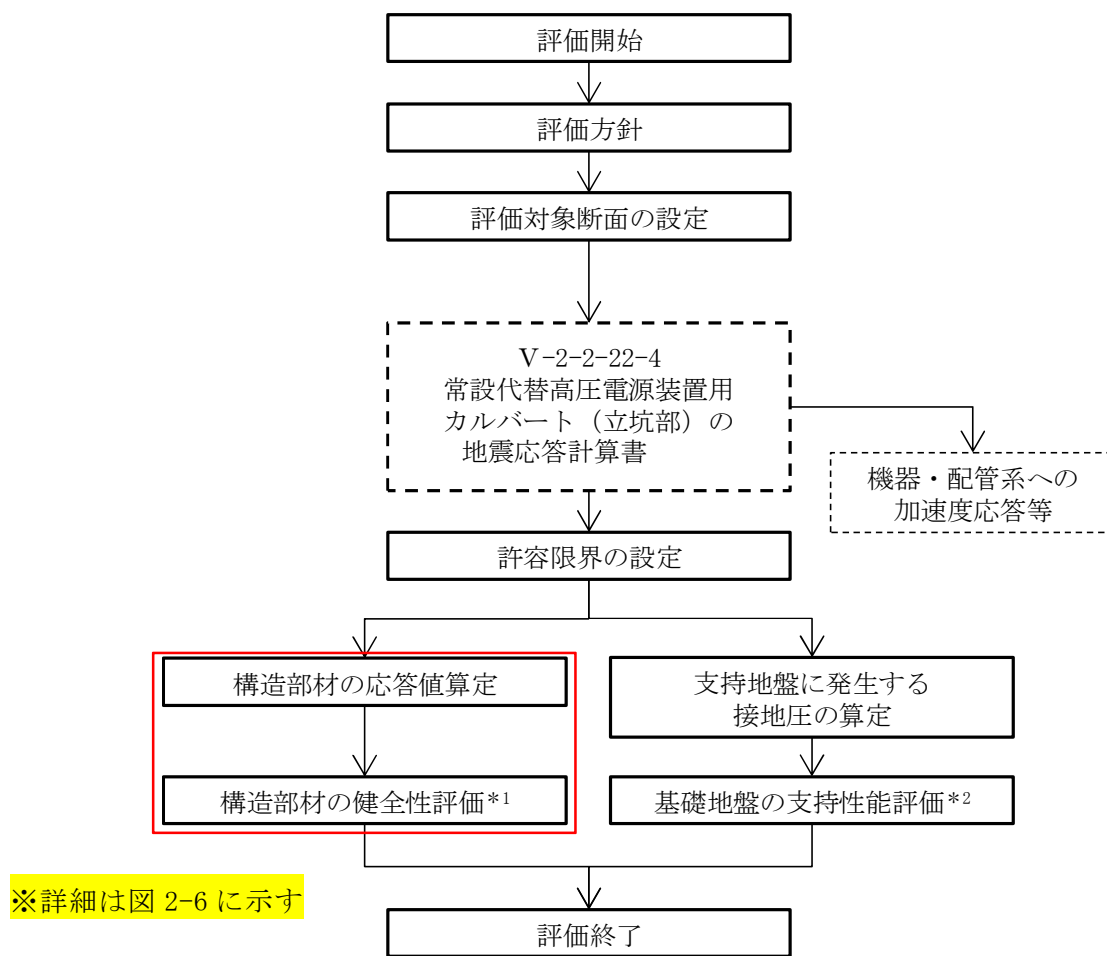 評価開始
評価方針
評価対象断面の設定
Ⅴ-2-2-22-4
常設代替高圧電源装置用
カルバート（立坑部）の
地震応答計算書
機器・配管系への
加速度応答等
許容限界の設定
構造部材の応答値算定
支持地盤に発生する
接地圧の算定
構造部材の健全性評価*1
基礎地盤の支持性能評価*2
※詳細は図 2-6 に示す
評価終了